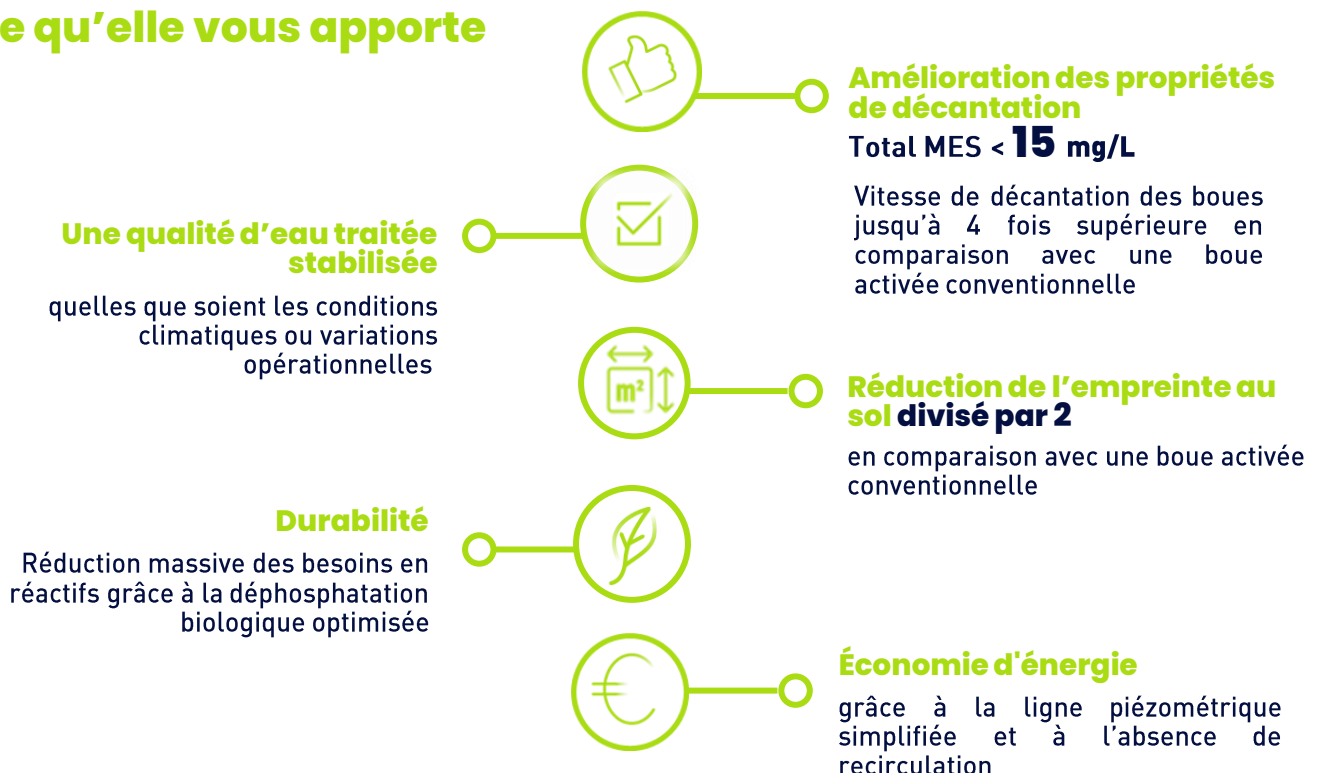 e qu'elle vous apporte
Amélioration des propriétés
de décantation
Total MES < 15 mg/L
Vitesse de décantation des boues
jusqu'à 4 fois supérieure en
comparaison avec une boue
activée conventionnelle
Une qualité d'eau traitée
stabilisée
quelles que soient les conditions
climatiques ou variations
opérationnelles
m²
Réduction de l'empreinte au
sol divisé par 2
en comparaison avec une boue activée
conventionnelle
Durabilité
Réduction massive des besoins en
réactifs grâce à la déphosphatation
biologique optimisée
€
Économie d'énergie
grâce à la ligne piézométrique
simplifiée et à l'absence de
recirculation